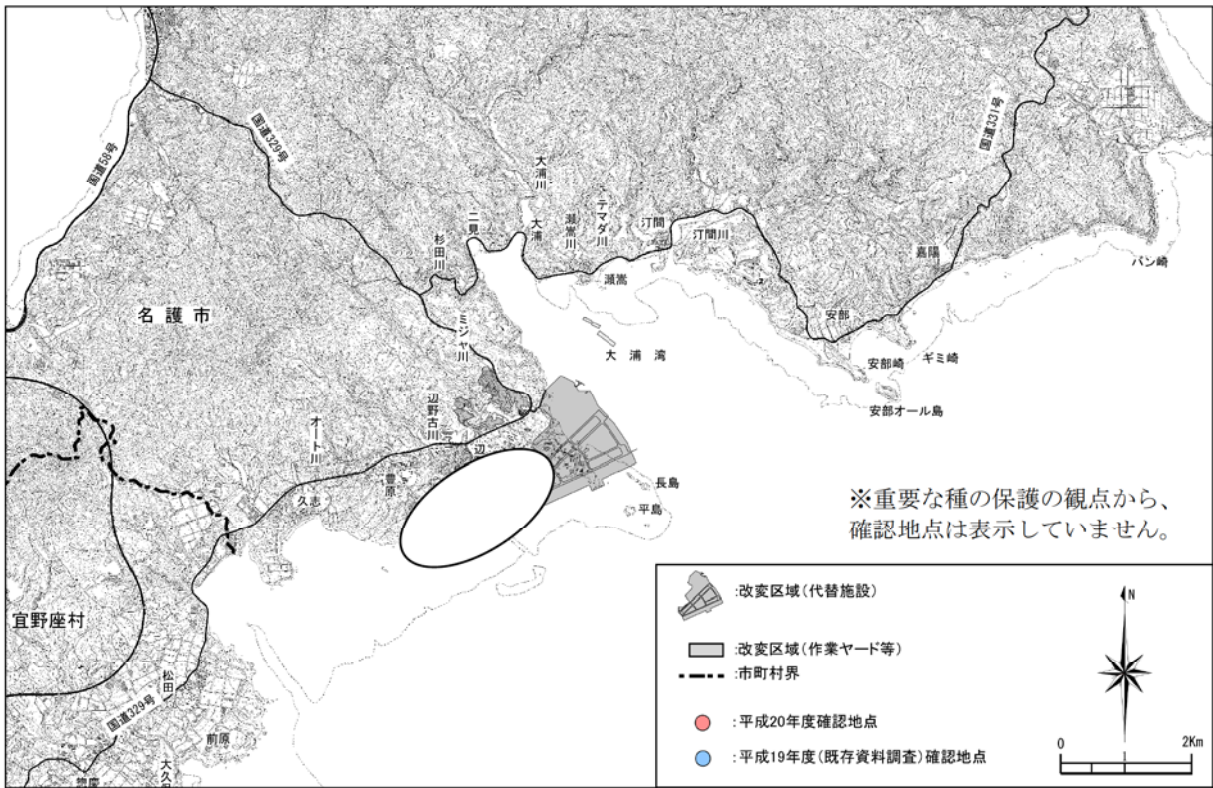 国道58号
国道329号
大浦川
大浦
二見
杉田川
瀬嵩川
テマダ川
汀間
汀間川
瀬嵩
国道331号
嘉陽
バン崎
名護市
ミジャ川
大浦湾
安部
安部崎
ギミ崎
安部オール島
辺野古川
オート川
辺
豊原
久志
長島
平島
※重要な種の保護の観点から、
確認地点は表示していません。
宜野座村
松田
国道329号
前原
大久保
惣慶
:改変区域(代替施設)
:改変区域(作業ヤード等)
:市町村界
:平成20年度確認地点
:平成19年度(既存資料調査)確認地点
N
0
2Km